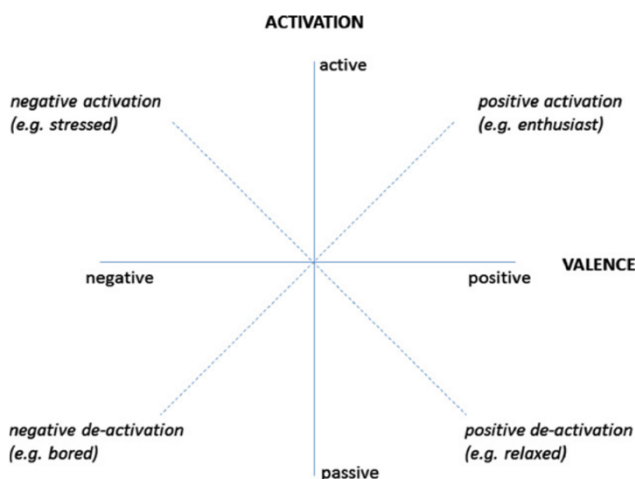 ACTIVATION
active
negative activation
(e.g. stressed)
positive activation
(e.g. enthusiast)
negative
positive
VALENCE
negative de-activation
(e.g. bored)
positive de-activation
(e.g. relaxed)
passive